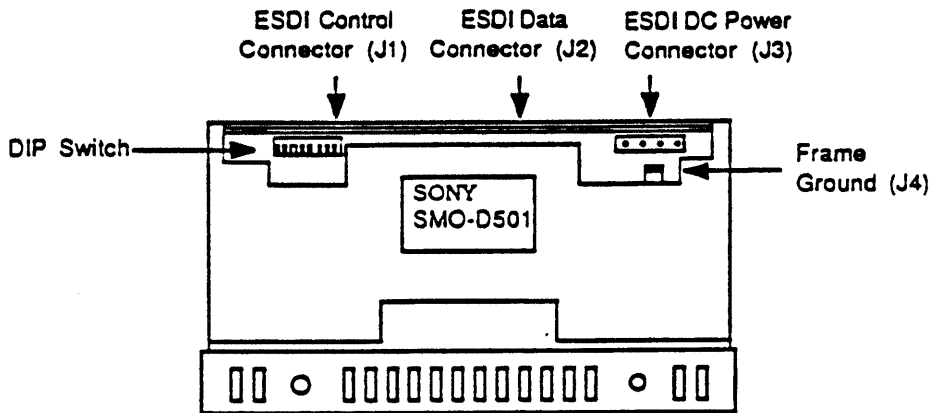 ESDI Control
Connector (J1)
ESDI Data
Connector (J2)
ESDI DC Power
Connector (J3)
DIP Switch
Frame
Ground (J4)
SONY
SMO-D501